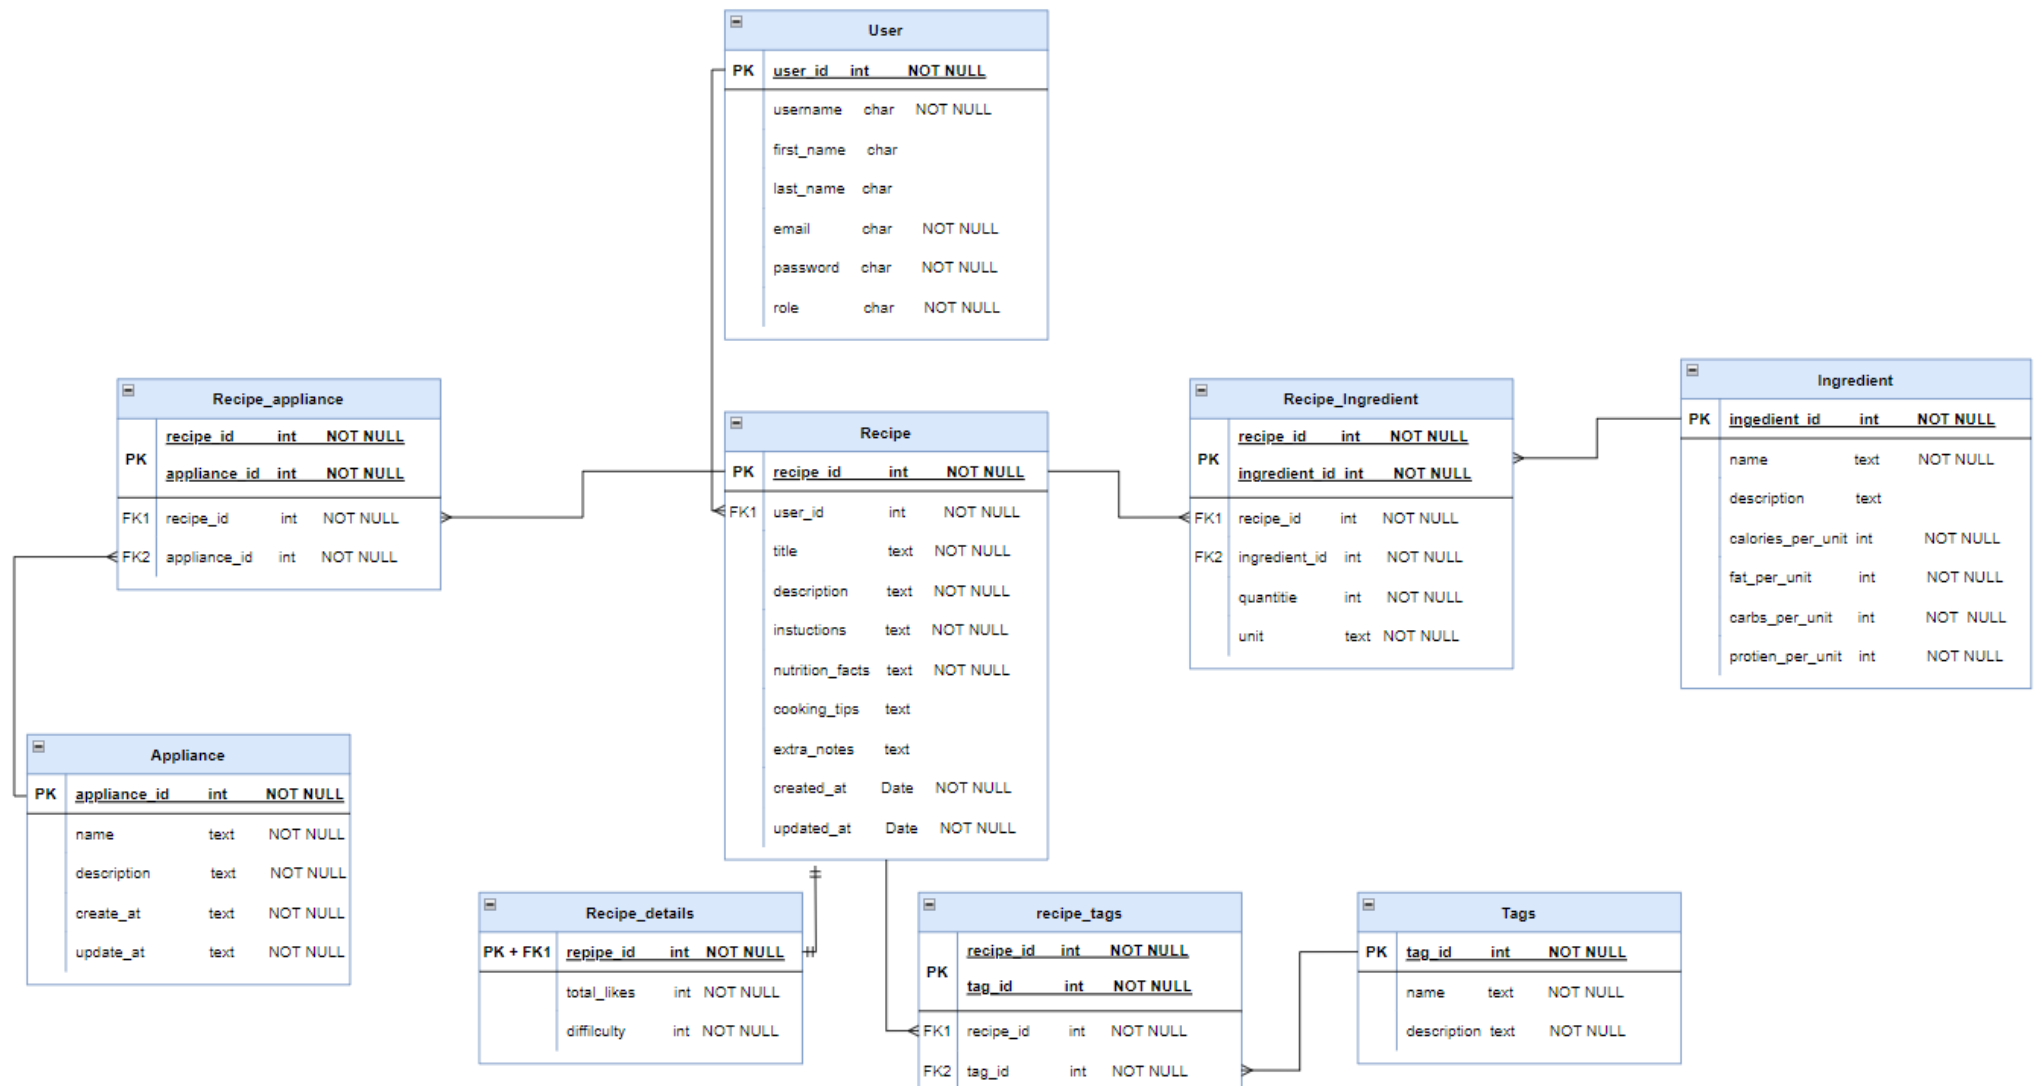 User
PK user_id int NOT NULL
username char NOT NULL
first_name char
last_name char
email char NOT NULL
password char NOT NULL
role char NOT NULL
Recipe_appliance
PK
recipe_id int NOT NULL
appliance_id int NOT NULL
FK1 recipe_id int NOT NULL
FK2 appliance_id int NOT NULL
Recipe
PK recipe_id int NOT NULL
FK1 user_id int NOT NULL
title text NOT NULL
description text NOT NULL
instuctions text NOT NULL
nutrition_facts text NOT NULL
cooking_tips text
extra_notes text
created_at Date NOT NULL
updated_at Date NOT NULL
Recipe_Ingredient
PK
recipe_id int NOT NULL
ingredient_id int NOT NULL
FK1 recipe_id int NOT NULL
FK2 ingredient_id int NOT NULL
quantitie int NOT NULL
unit text NOT NULL
Ingredient
PK ingedient_id int NOT NULL
name text NOT NULL
description text
calories_per_unit int NOT NULL
fat_per_unit int NOT NULL
carbs_per_unit int NOT NULL
protien_per_unit int NOT NULL
Appliance
PK appliance_id int NOT NULL
name text NOT NULL
description text NOT NULL
create_at text NOT NULL
update_at text NOT NULL
Recipe_details
PK + FK1 repipe_id int NOT NULL
total_likes int NOT NULL
diffilculty int NOT NULL
recipe_tags
PK
recipe_id int NOT NULL
tag_id int NOT NULL
FK1 recipe_id int NOT NULL
FK2 tag_id int NOT NULL
Tags
PK tag_id int NOT NULL
name text NOT NULL
description text NOT NULL